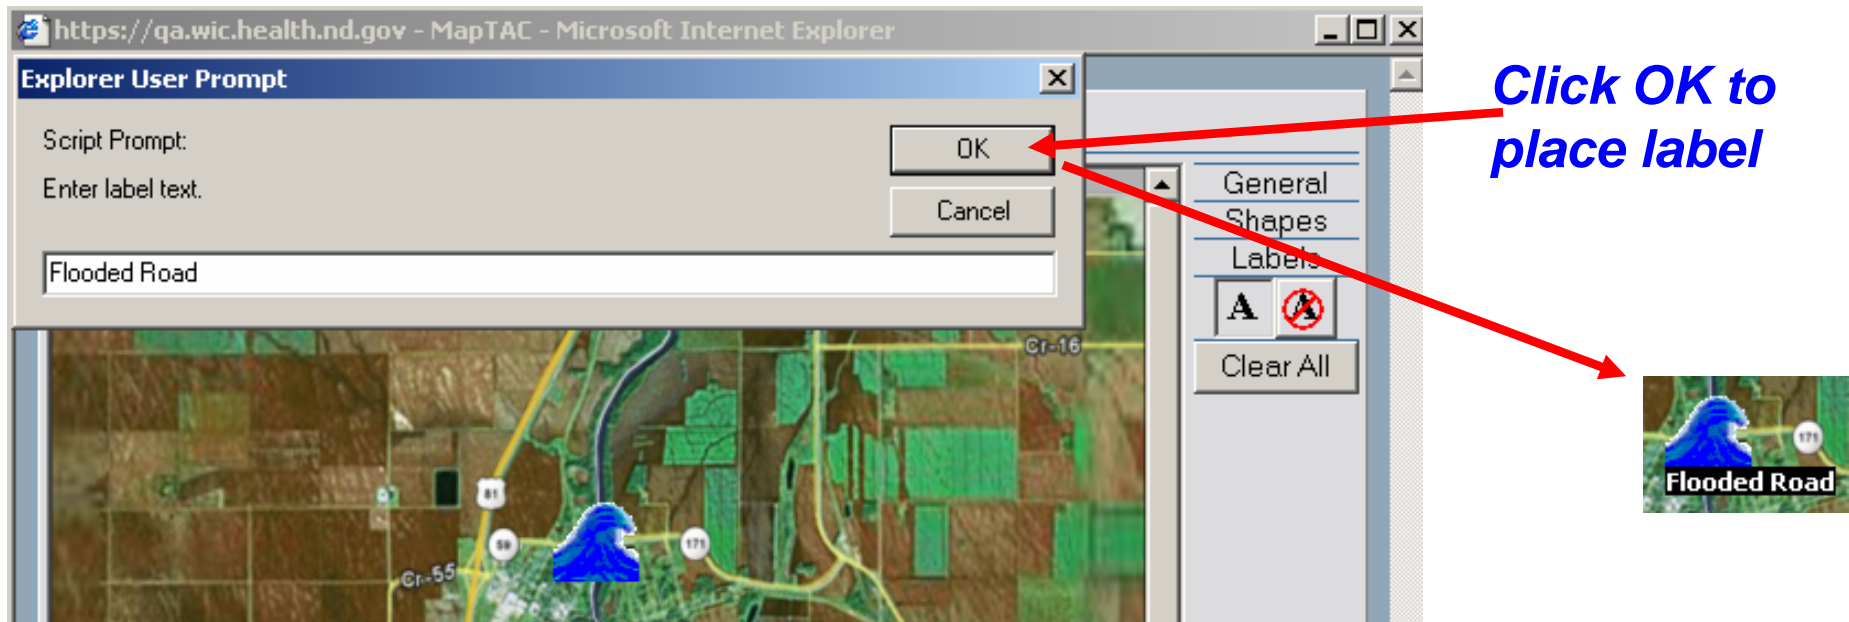 https://qa.wic.health.nd.gov - MapTAC - Microsoft Internet Explorer
Explorer User Prompt
Script Prompt:
Enter label text.
OK
Cancel
Flooded Road
Click OK to
place label
General
Shapes
Labels
A A
Clear All
Cr-16
81
59
171
Cr-55
171
Flooded Road